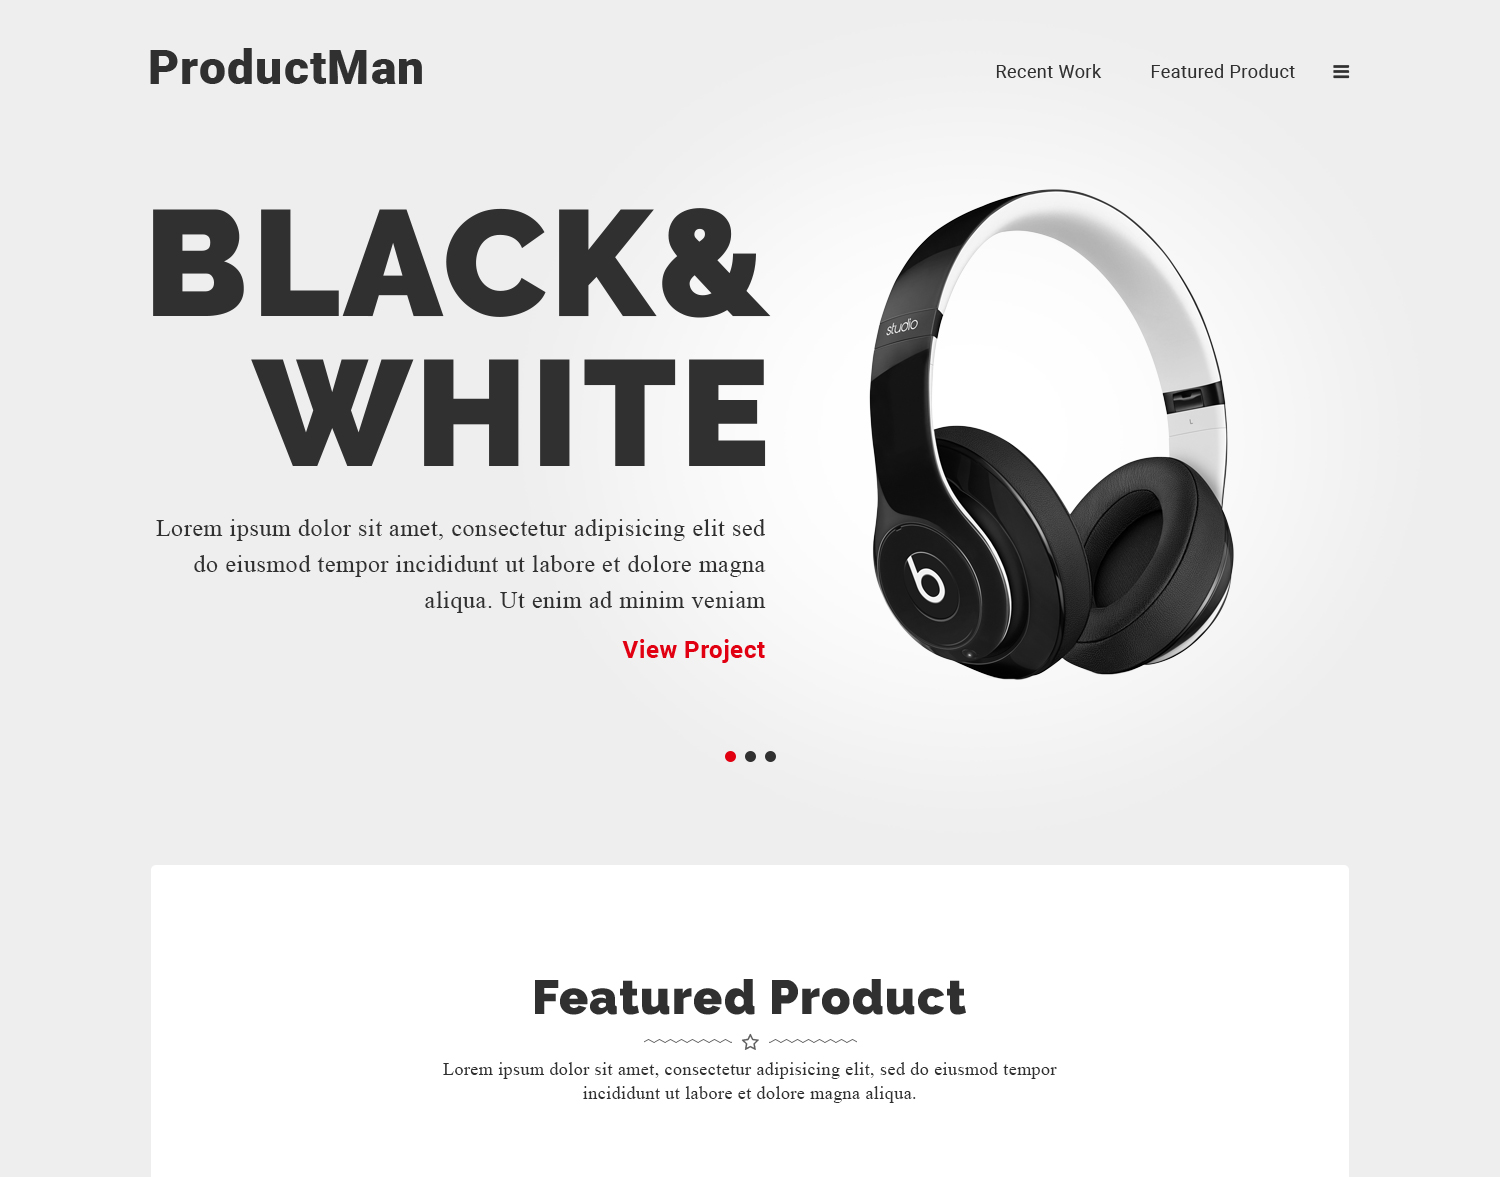 ProductMan
Recent Work
Featured Product
BLACK&
WHITE
studio
L
b
Lorem ipsum dolor sit amet, consectetur adipisicing elit sed
do eiusmod tempor incididunt ut labore et dolore magna
aliqua. Ut enim ad minim veniam
View Project
Featured Product
Lorem ipsum dolor sit amet, consectetur adipisicing elit, sed do eiusmod tempor
incididunt ut labore et dolore magna aliqua.